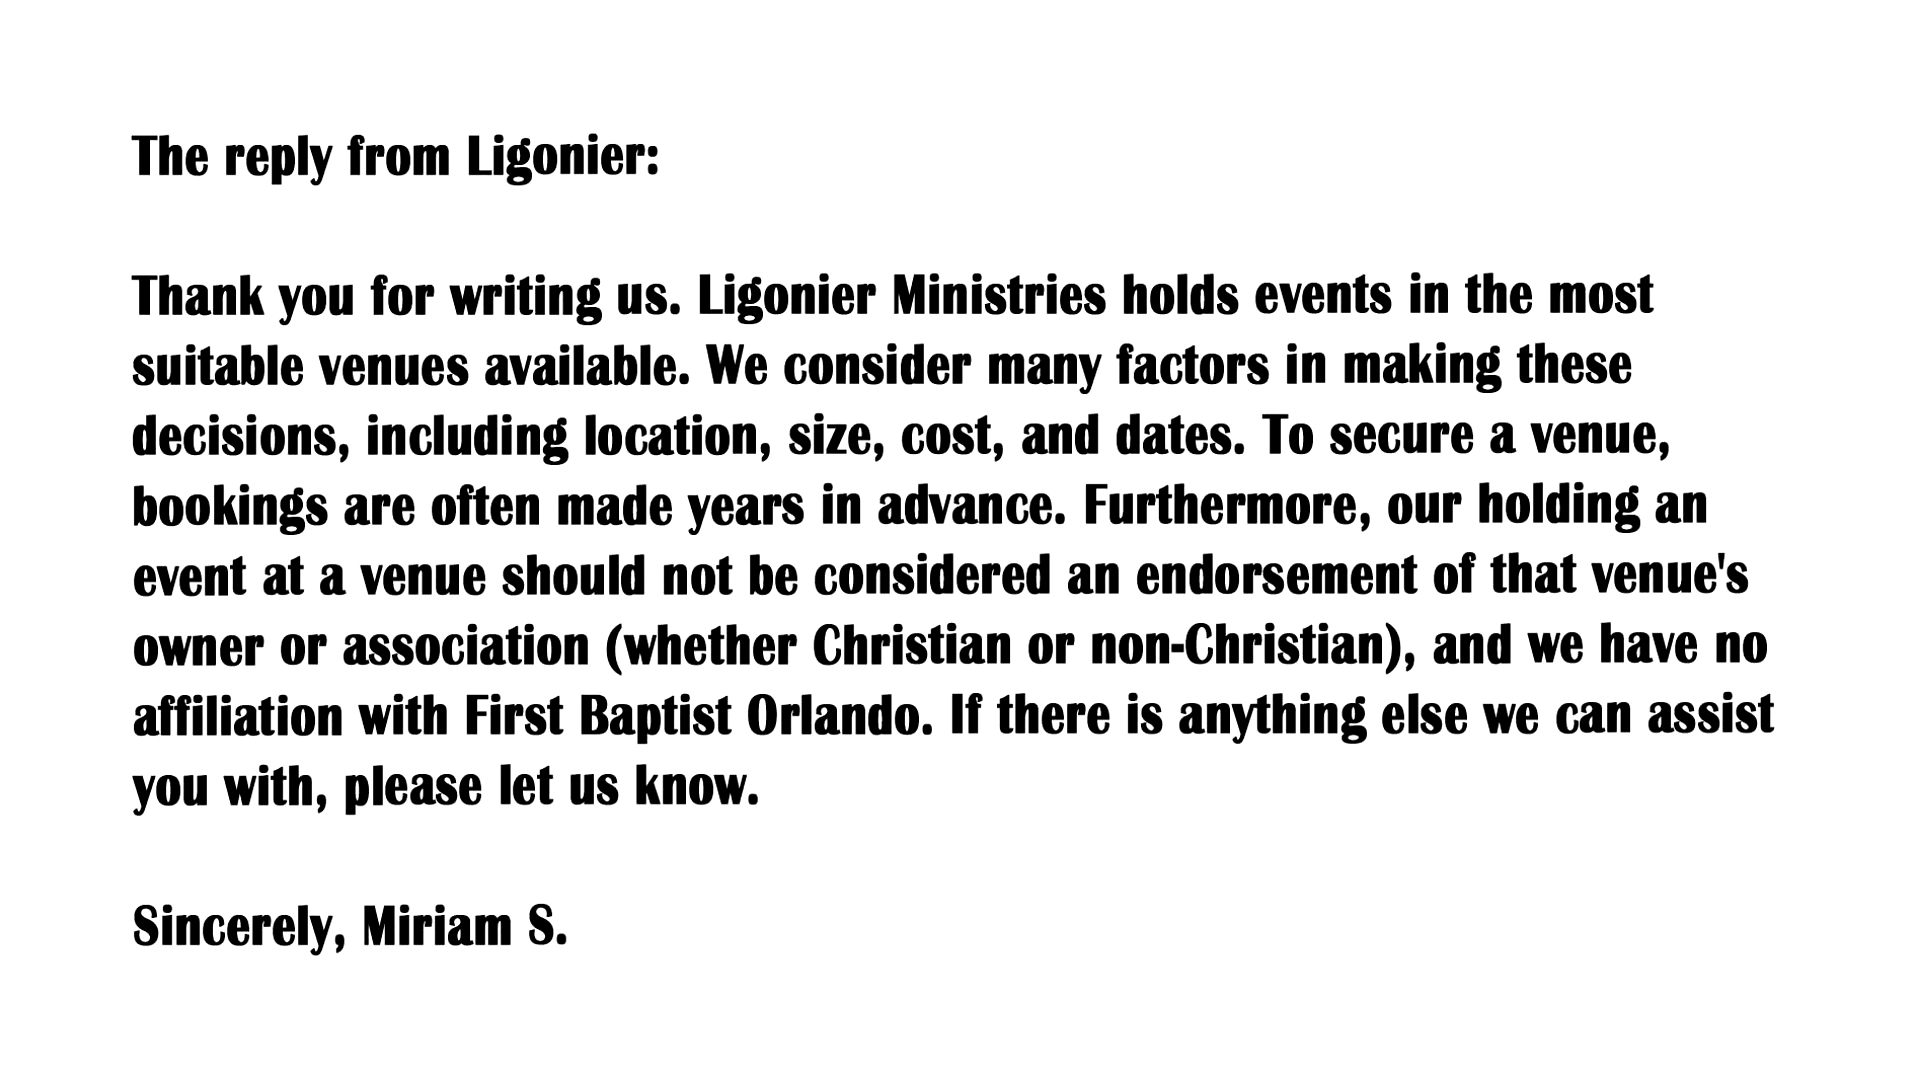 The reply from Ligonier:
Thank you for writing us. Ligonier Ministries holds events in the most
suitable venues available. We consider many factors in making these
decisions, including location, size, cost, and dates. To secure a venue,
bookings are often made years in advance. Furthermore, our holding an
event at a venue should not be considered an endorsement of that venue's
owner or association (whether Christian or non-Christian), and we have no
affiliation with First Baptist Orlando. If there is anything else we can assist
you with, please let us know.
Sincerely, Miriam S.